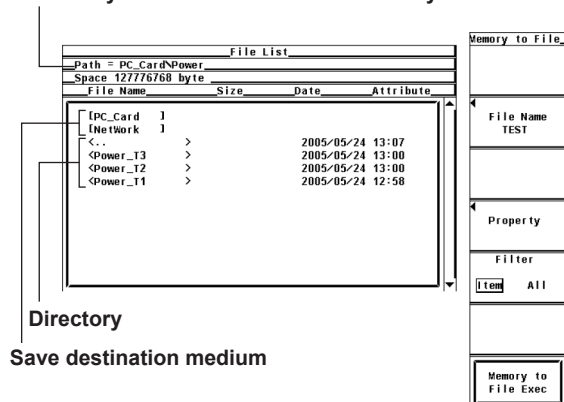 Memory to File
File List
Path = PC_Card\Power
Space 127776768 byte
File Name Size Date Attribute
[PC_Card ]
[NetWork ]
<.. > 2005/05/24 13:07
<Power_T3 > 2005/05/24 13:00
<Power_T2 > 2005/05/24 13:00
<Power_T1 > 2005/05/24 12:58
File Name
TEST
Property
Filter
Item All
Memory to
File Exec
Directory
Save destination medium